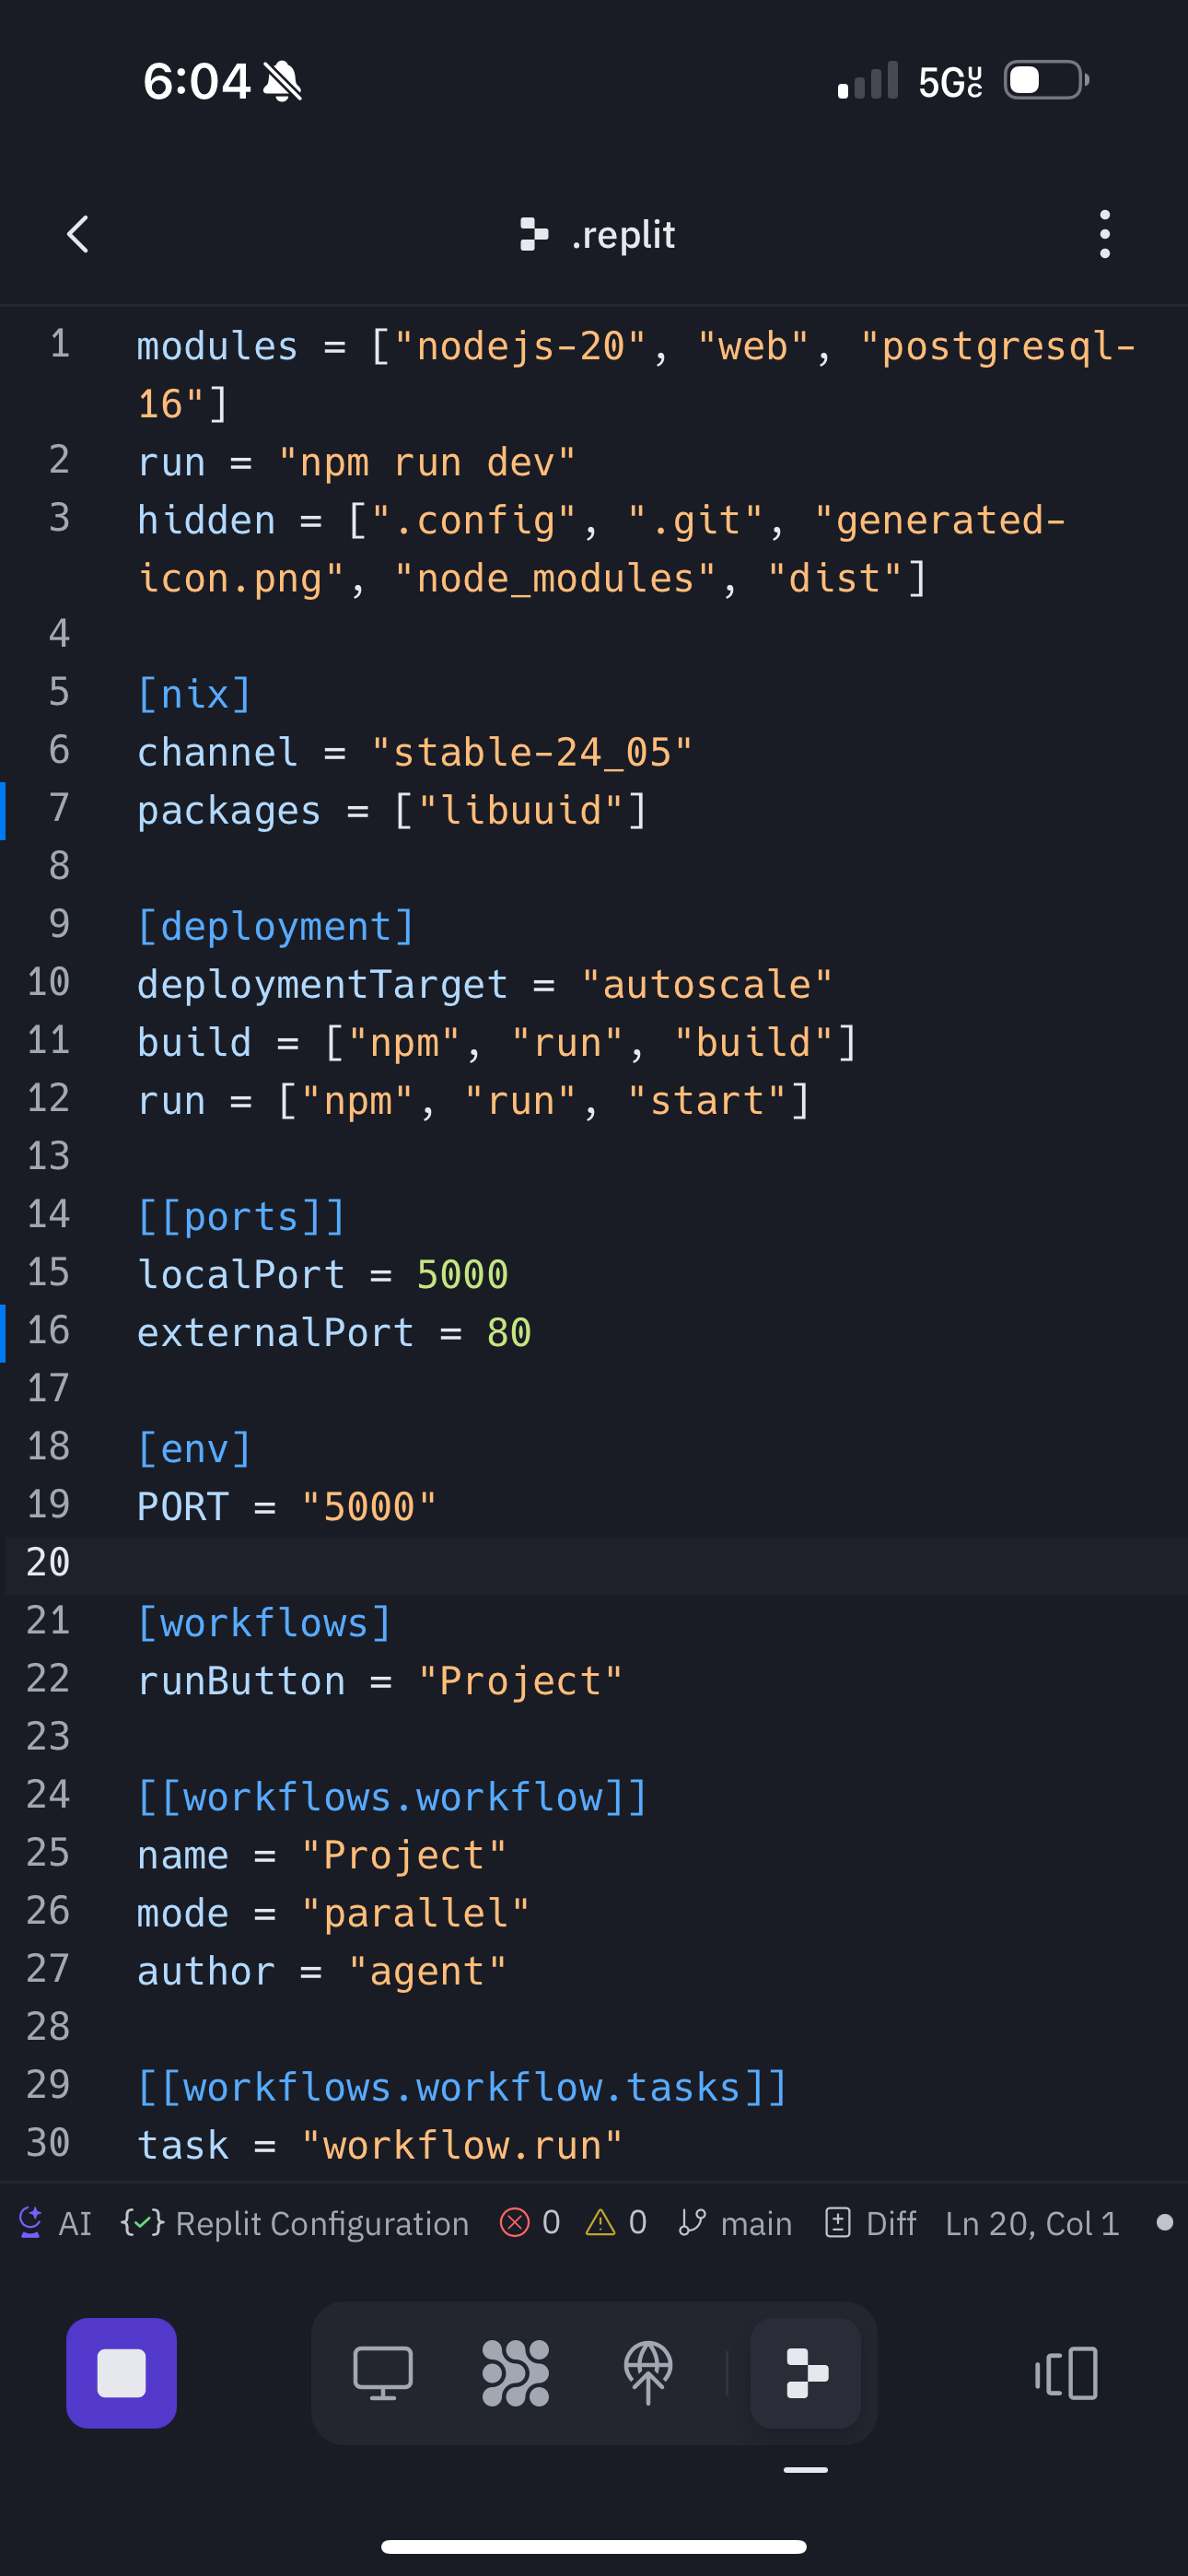 6:04
5G UC
.replit
1 modules = ["nodejs-20", "web", "postgresql-
16"]
2 run = "npm run dev"
3 hidden = [".config", ".git", "generated-
icon.png", "node_modules", "dist"]
4
5 [nix]
6 channel = "stable-24_05"
7 packages = ["libuuid"]
8
9 [deployment]
10 deploymentTarget = "autoscale"
11 build = ["npm", "run", "build"]
12 run = ["npm", "run", "start"]
13
14 [[ports]]
15 localPort = 5000
16 externalPort = 80
17
18 [env]
19 PORT = "5000"
20
21 [workflows]
22 runButton = "Project"
23
24 [[workflows.workflow]]
25 name = "Project"
26 mode = "parallel"
27 author = "agent"
28
29 [[workflows.workflow.tasks]]
30 task = "workflow.run"
AI {✓} Replit Configuration 0 0 main Diff Ln 20, Col 1